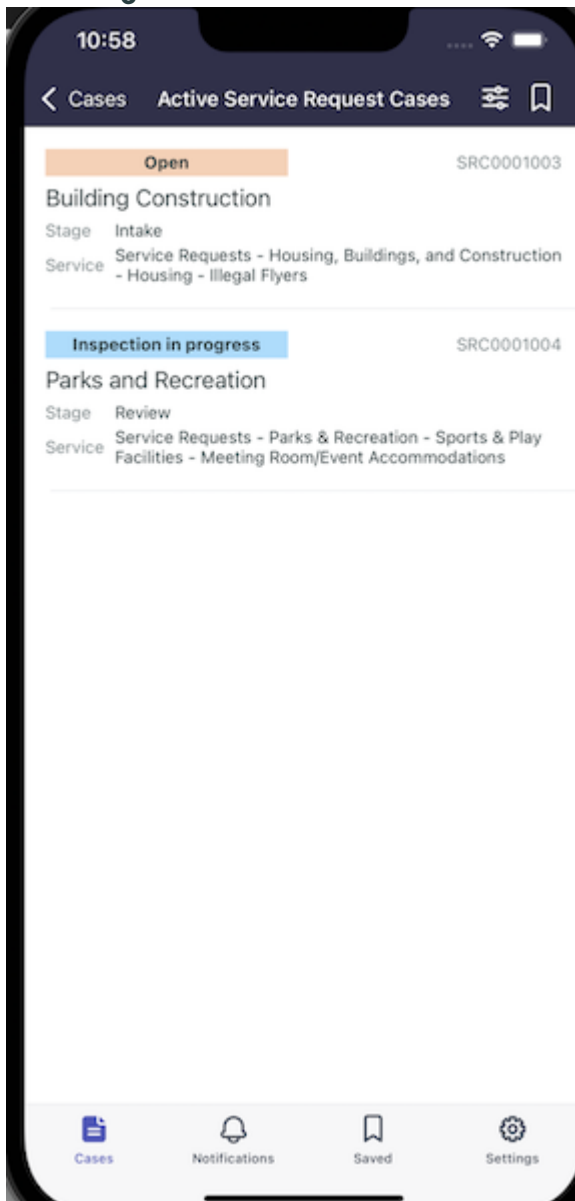 10:58
Cases Active Service Request Cases
Open SRC0001003
Building Construction
Stage Intake
Service Service Requests - Housing, Buildings, and Construction
- Housing - Illegal Flyers
Inspection in progress SRC0001004
Parks and Recreation
Stage Review
Service Service Requests - Parks & Recreation - Sports & Play
Facilities - Meeting Room/Event Accommodations
Cases Notifications Saved Settings